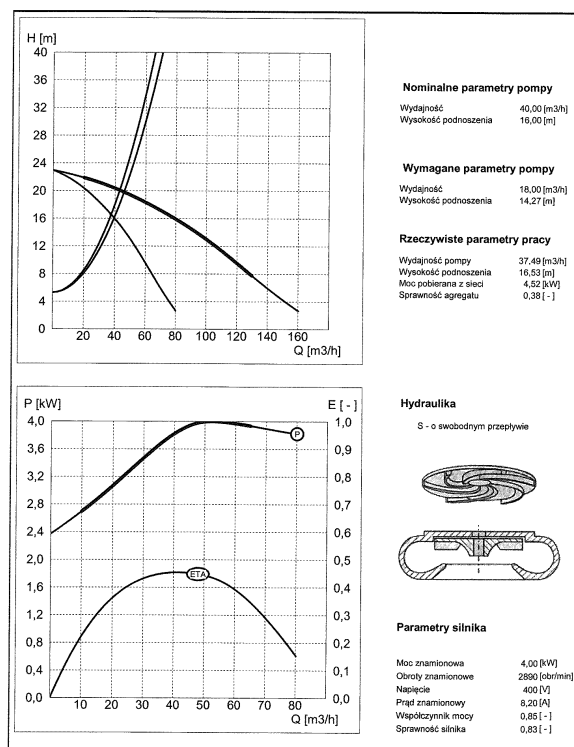 H [m]
40
36
32
28
24
20
16
12
8
4
0
20 40 60 80 100 120 140 160
Q [m3/h]
Nominalne parametry pompy
Wydajność 40,00 [m3/h]
Wysokość podnoszenia 16,00 [m]
Wymagane parametry pompy
Wydajność 18,00 [m3/h]
Wysokość podnoszenia 14,27 [m]
Rzeczywiste parametry pracy
Wydajność pompy 37,49 [m3/h]
Wysokość podnoszenia 16,53 [m]
Moc pobierana z sieci 4,52 [kW]
Sprawność agregatu 0,38 [ - ]
P [kW] E [ - ]
4,0 1,0
3,6 0,9
3,2 0,8
2,8 0,7
2,4 0,6
2,0 0,5
1,6 0,4
1,2 0,3
0,8 0,2
0,4 0,1
0,0 0,0
P
ETA
0 10 20 30 40 50 60 70 80 90
Q [m3/h]
Hydraulika
S - o swobodnym przepływie
Parametry silnika
Moc znamionowa 4,00 [kW]
Obroty znamionowe 2890 [obr/min]
Napięcie 400 [V]
Prąd znamionowy 8,20 [A]
Współczynnik mocy 0,85 [ - ]
Sprawność silnika 0,83 [ - ]